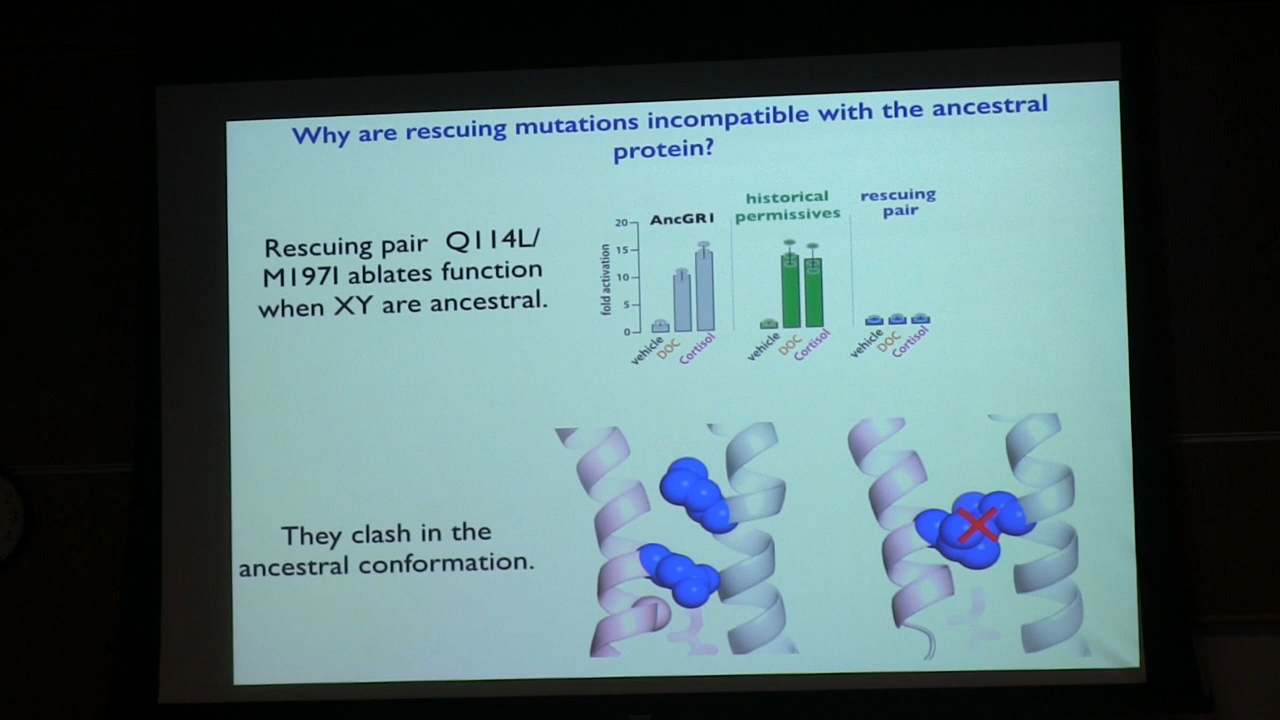 Why are rescuing mutations incompatible with the ancestral
protein?
Rescuing pair Q114L/
M197I ablates function
when XY are ancestral.
historical
permissives
rescuing
pair
AncGR1
fold activation
20
15
10
5
0
vehicle
DOC
Cortisol
vehicle
DOC
Cortisol
vehicle
DOC
Cortisol
They clash in the
ancestral conformation.